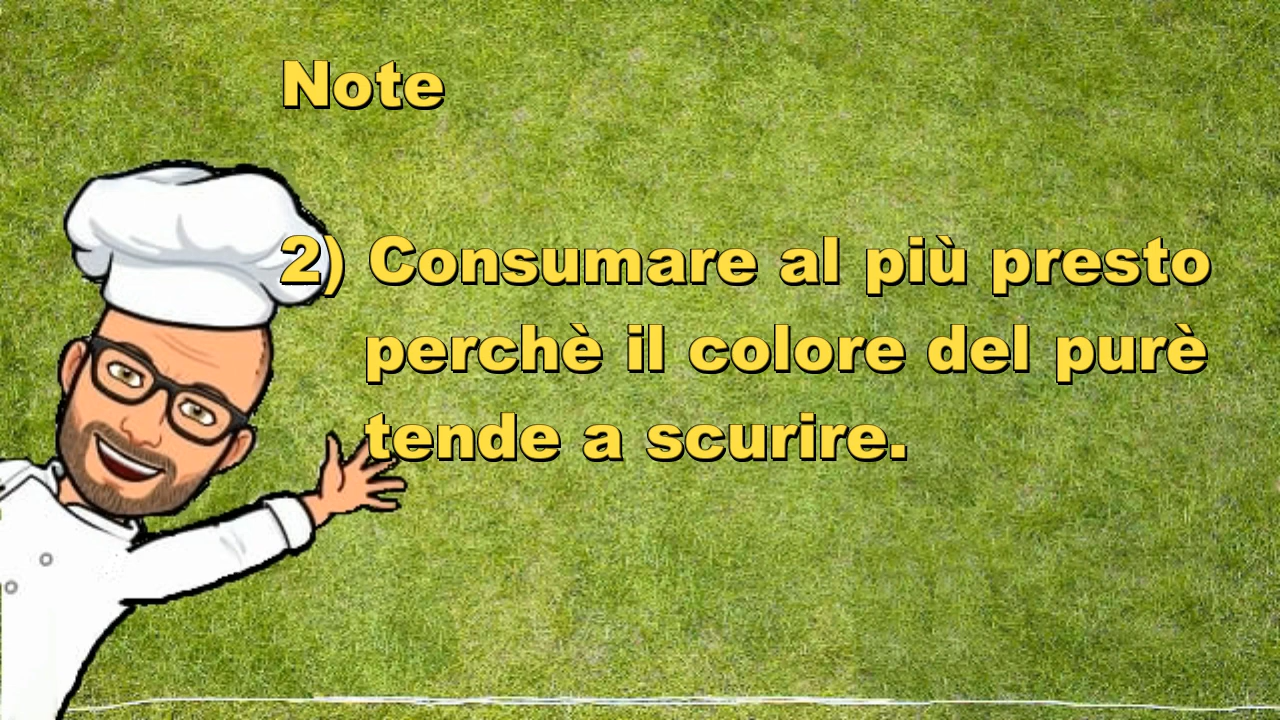 Note
2) Consumare al più presto
perchè il colore del purè
tende a scurire.